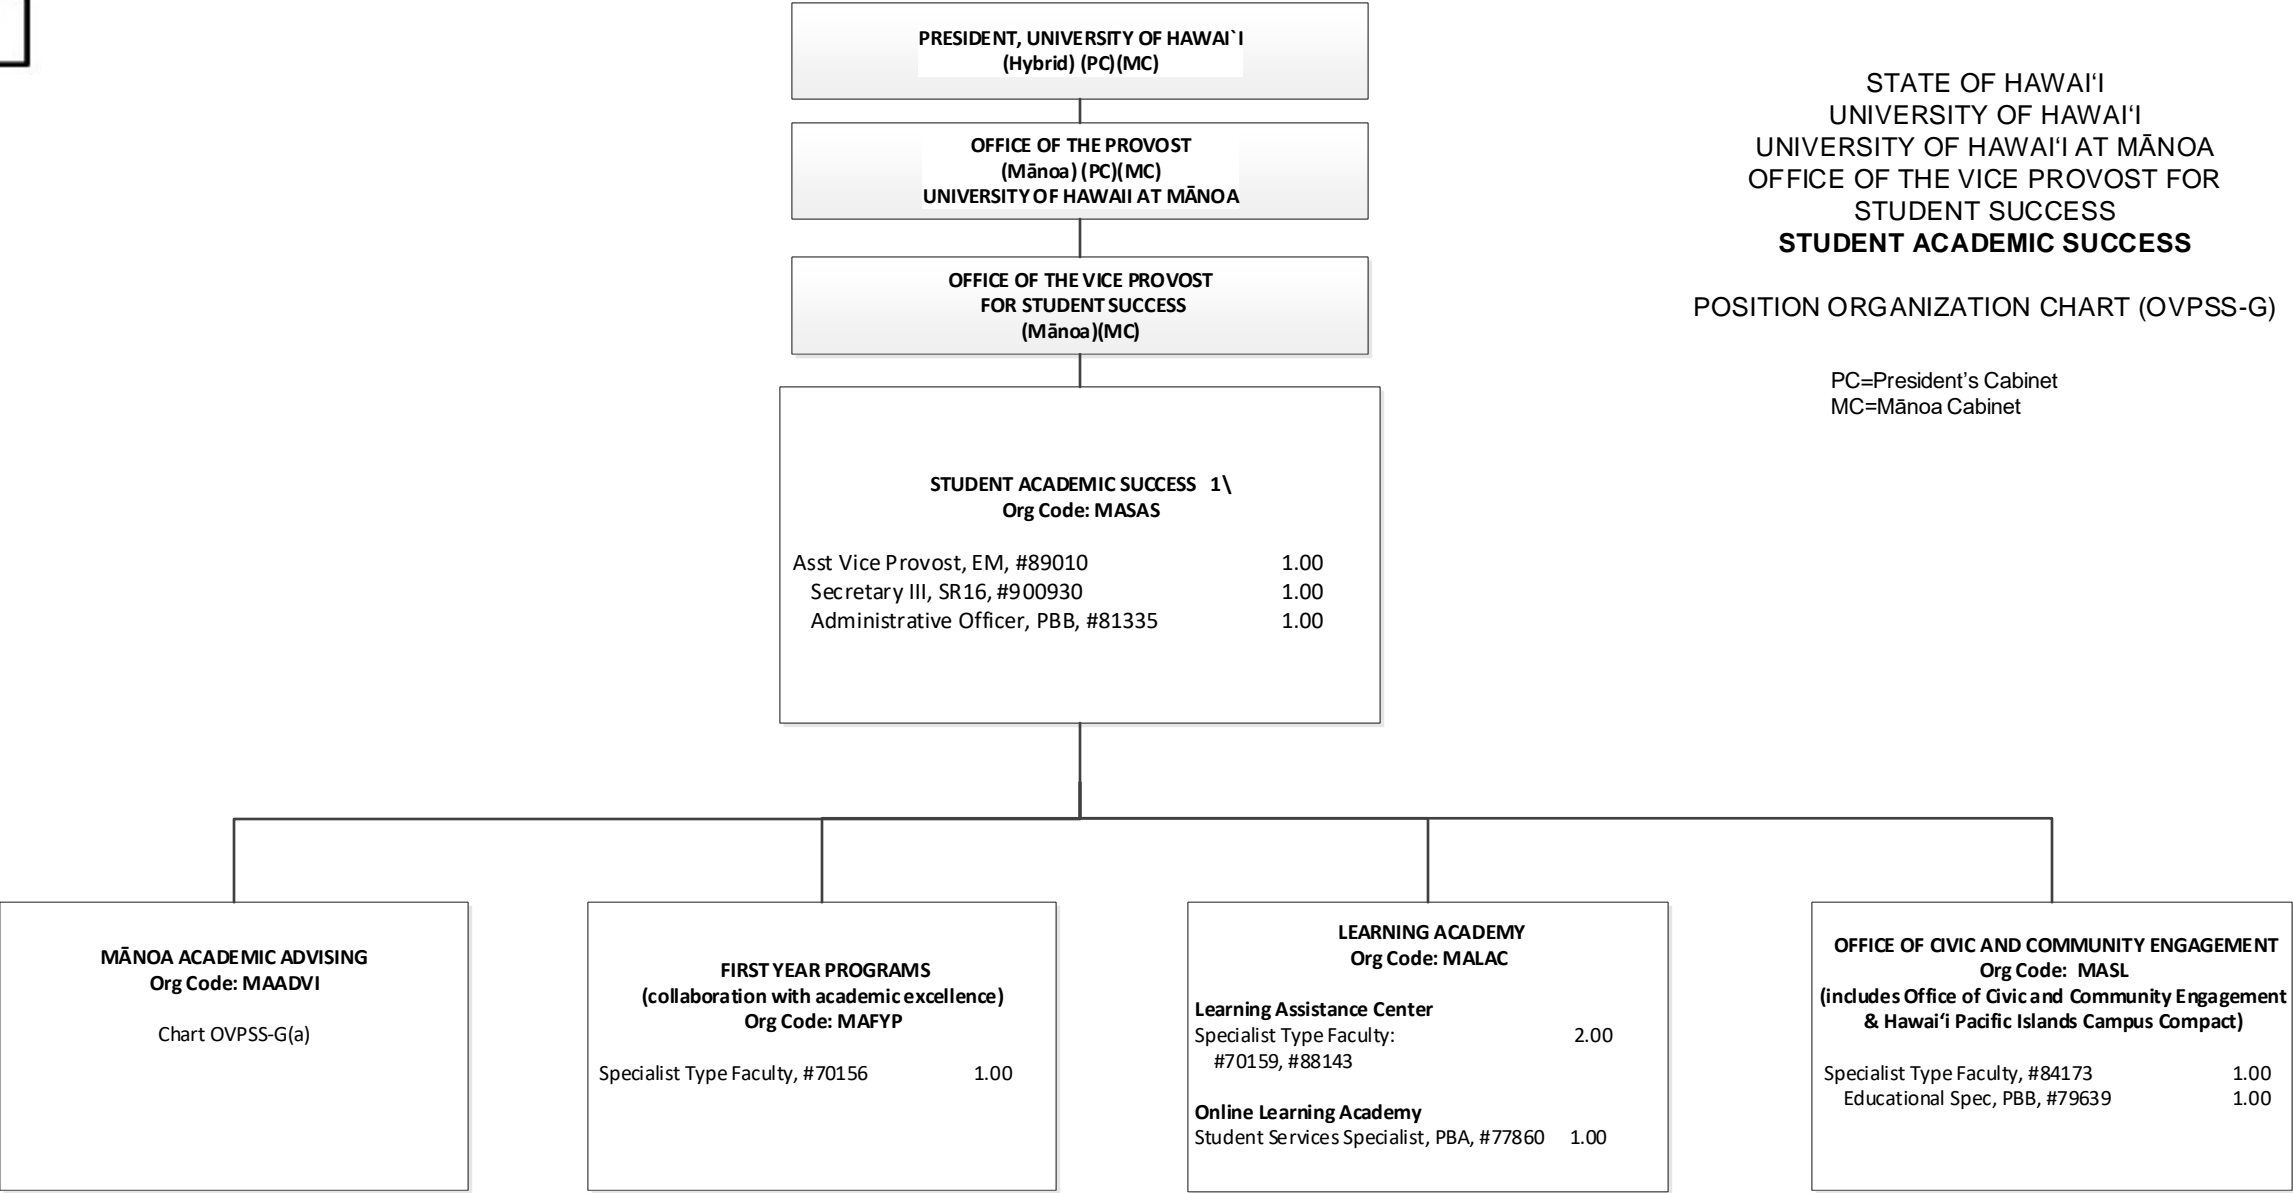 PRESIDENT, UNIVERSITY OF HAWAI`I
(Hybrid) (PC)(MC)
OFFICE OF THE PROVOST
(Mānoa) (PC)(MC)
UNIVERSITY OF HAWAII AT MĀNOA
OFFICE OF THE VICE PROVOST
FOR STUDENT SUCCESS
(Mānoa)(MC)
STATE OF HAWAI‘I
UNIVERSITY OF HAWAI‘I
UNIVERSITY OF HAWAI‘I AT MĀNOA
OFFICE OF THE VICE PROVOST FOR
STUDENT SUCCESS
STUDENT ACADEMIC SUCCESS
POSITION ORGANIZATION CHART (OVPSS-G)
PC=President’s Cabinet
MC=Mānoa Cabinet
STUDENT ACADEMIC SUCCESS 1\
Org Code: MASAS
Asst Vice Provost, EM, #89010 1.00
Secretary III, SR16, #900930 1.00
Administrative Officer, PBB, #81335 1.00
MĀNOA ACADEMIC ADVISING
Org Code: MAADVI
Chart OVPSS-G(a)
FIRST YEAR PROGRAMS
(collaboration with academic excellence)
Org Code: MAFYP
Specialist Type Faculty, #70156 1.00
LEARNING ACADEMY
Org Code: MALAC
Learning Assistance Center
Specialist Type Faculty: 2.00
#70159, #88143
Online Learning Academy
Student Services Specialist, PBA, #77860 1.00
OFFICE OF CIVIC AND COMMUNITY ENGAGEMENT
Org Code: MASL
(includes Office of Civic and Community Engagement
& Hawai‘i Pacific Islands Campus Compact)
Specialist Type Faculty, #84173 1.00
Educational Spec, PBB, #79639 1.00